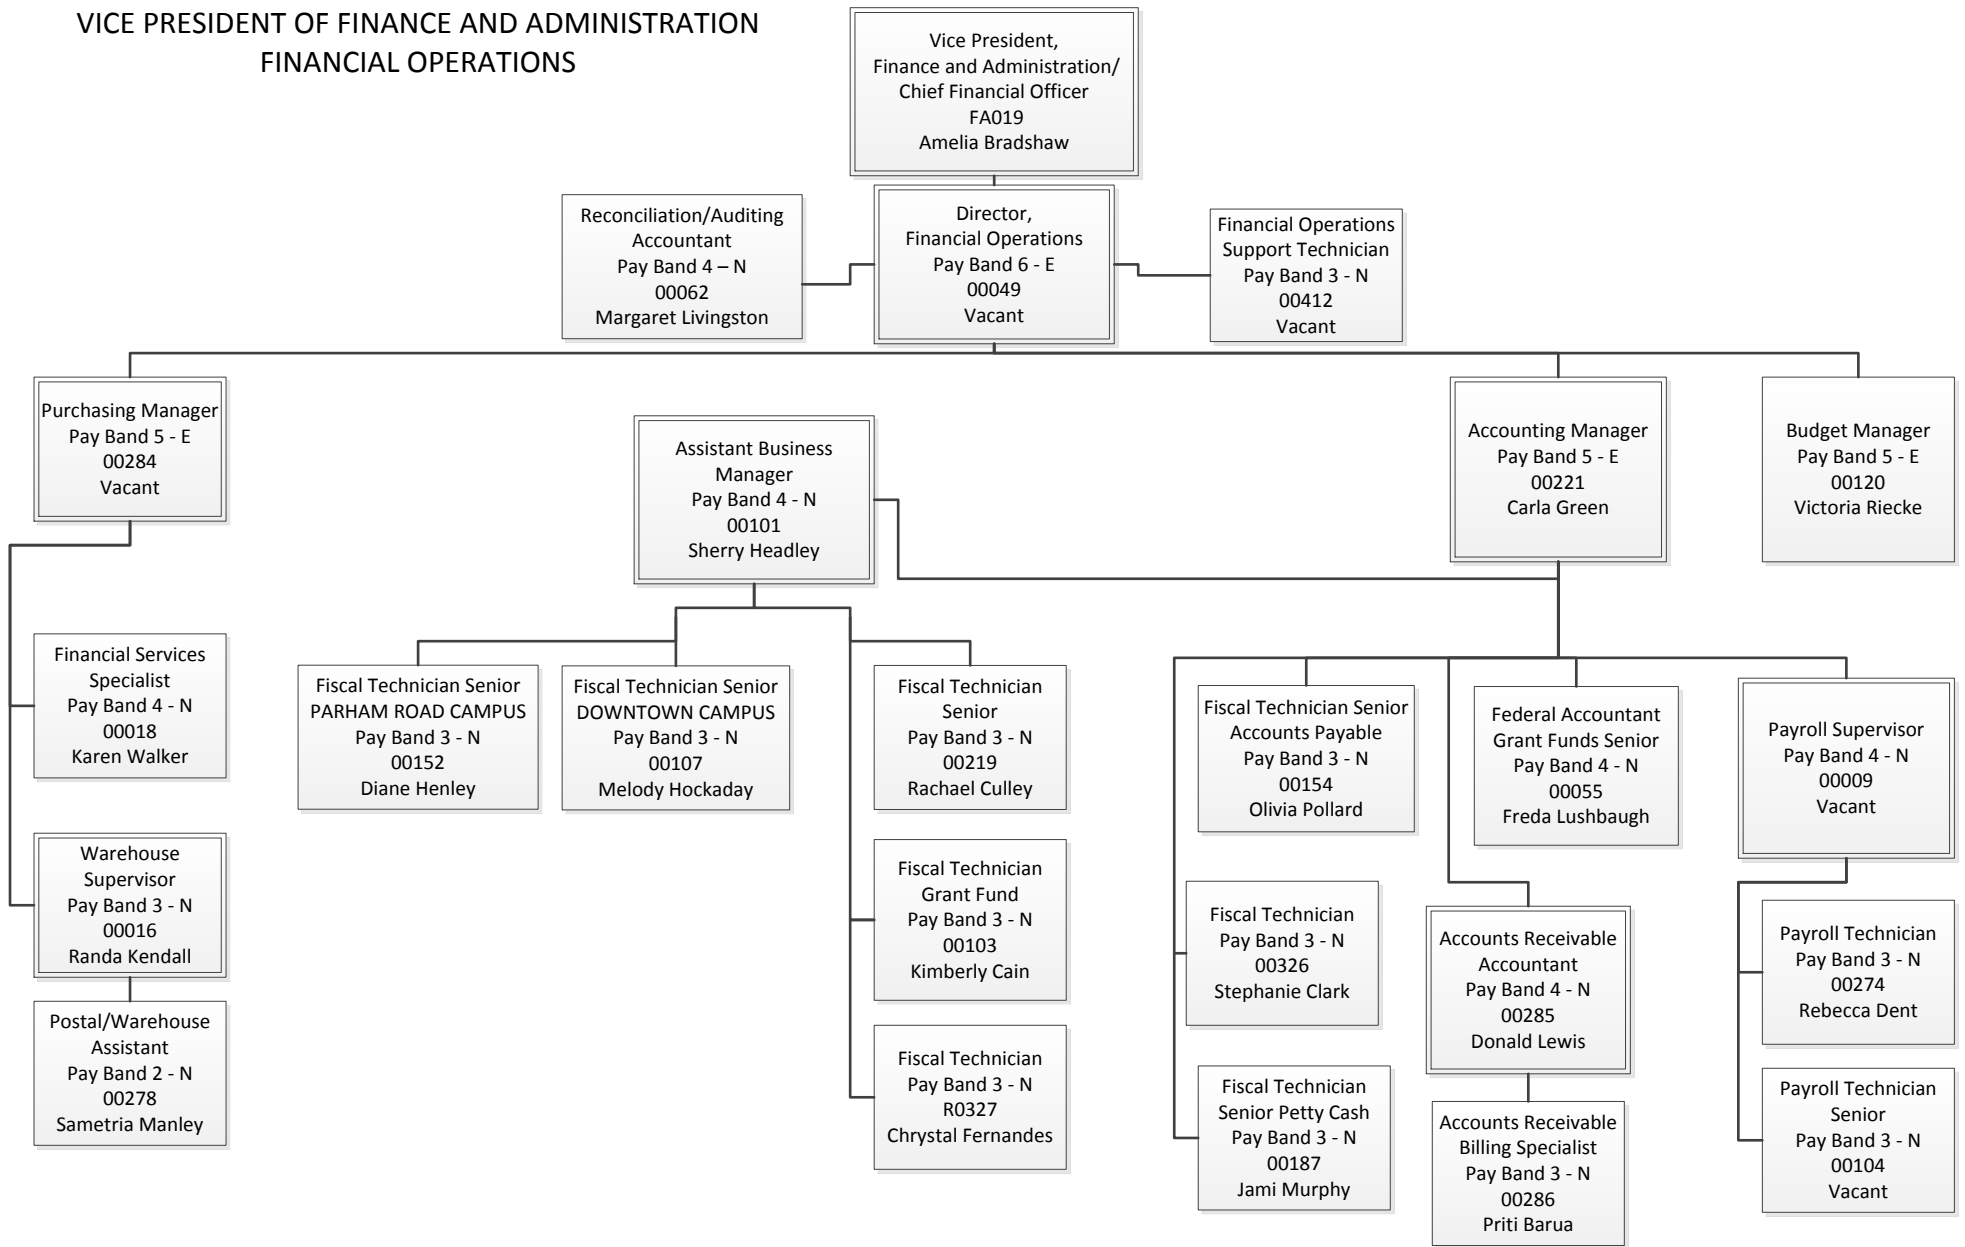 VICE PRESIDENT OF FINANCE AND ADMINISTRATION
FINANCIAL OPERATIONS
Vice President,
Finance and Administration/
Chief Financial Officer
FA019
Amelia Bradshaw
Reconciliation/Auditing
Accountant
Pay Band 4 – N
00062
Margaret Livingston
Director,
Financial Operations
Pay Band 6 - E
00049
Vacant
Financial Operations
Support Technician
Pay Band 3 - N
00412
Vacant
Purchasing Manager
Pay Band 5 - E
00284
Vacant
Assistant Business
Manager
Pay Band 4 - N
00101
Sherry Headley
Accounting Manager
Pay Band 5 - E
00221
Carla Green
Budget Manager
Pay Band 5 - E
00120
Victoria Riecke
Financial Services
Specialist
Pay Band 4 - N
00018
Karen Walker
Fiscal Technician Senior
PARHAM ROAD CAMPUS
Pay Band 3 - N
00152
Diane Henley
Fiscal Technician Senior
DOWNTOWN CAMPUS
Pay Band 3 - N
00107
Melody Hockaday
Fiscal Technician
Senior
Pay Band 3 - N
00219
Rachael Culley
Fiscal Technician Senior
Accounts Payable
Pay Band 3 - N
00154
Olivia Pollard
Federal Accountant
Grant Funds Senior
Pay Band 4 - N
00055
Freda Lushbaugh
Payroll Supervisor
Pay Band 4 - N
00009
Vacant
Warehouse
Supervisor
Pay Band 3 - N
00016
Randa Kendall
Fiscal Technician
Grant Fund
Pay Band 3 - N
00103
Kimberly Cain
Fiscal Technician
Pay Band 3 - N
00326
Stephanie Clark
Accounts Receivable
Accountant
Pay Band 4 - N
00285
Donald Lewis
Payroll Technician
Pay Band 3 - N
00274
Rebecca Dent
Postal/Warehouse
Assistant
Pay Band 2 - N
00278
Sametria Manley
Fiscal Technician
Pay Band 3 - N
R0327
Chrystal Fernandes
Fiscal Technician
Senior Petty Cash
Pay Band 3 - N
00187
Jami Murphy
Accounts Receivable
Billing Specialist
Pay Band 3 - N
00286
Priti Barua
Payroll Technician
Senior
Pay Band 3 - N
00104
Vacant